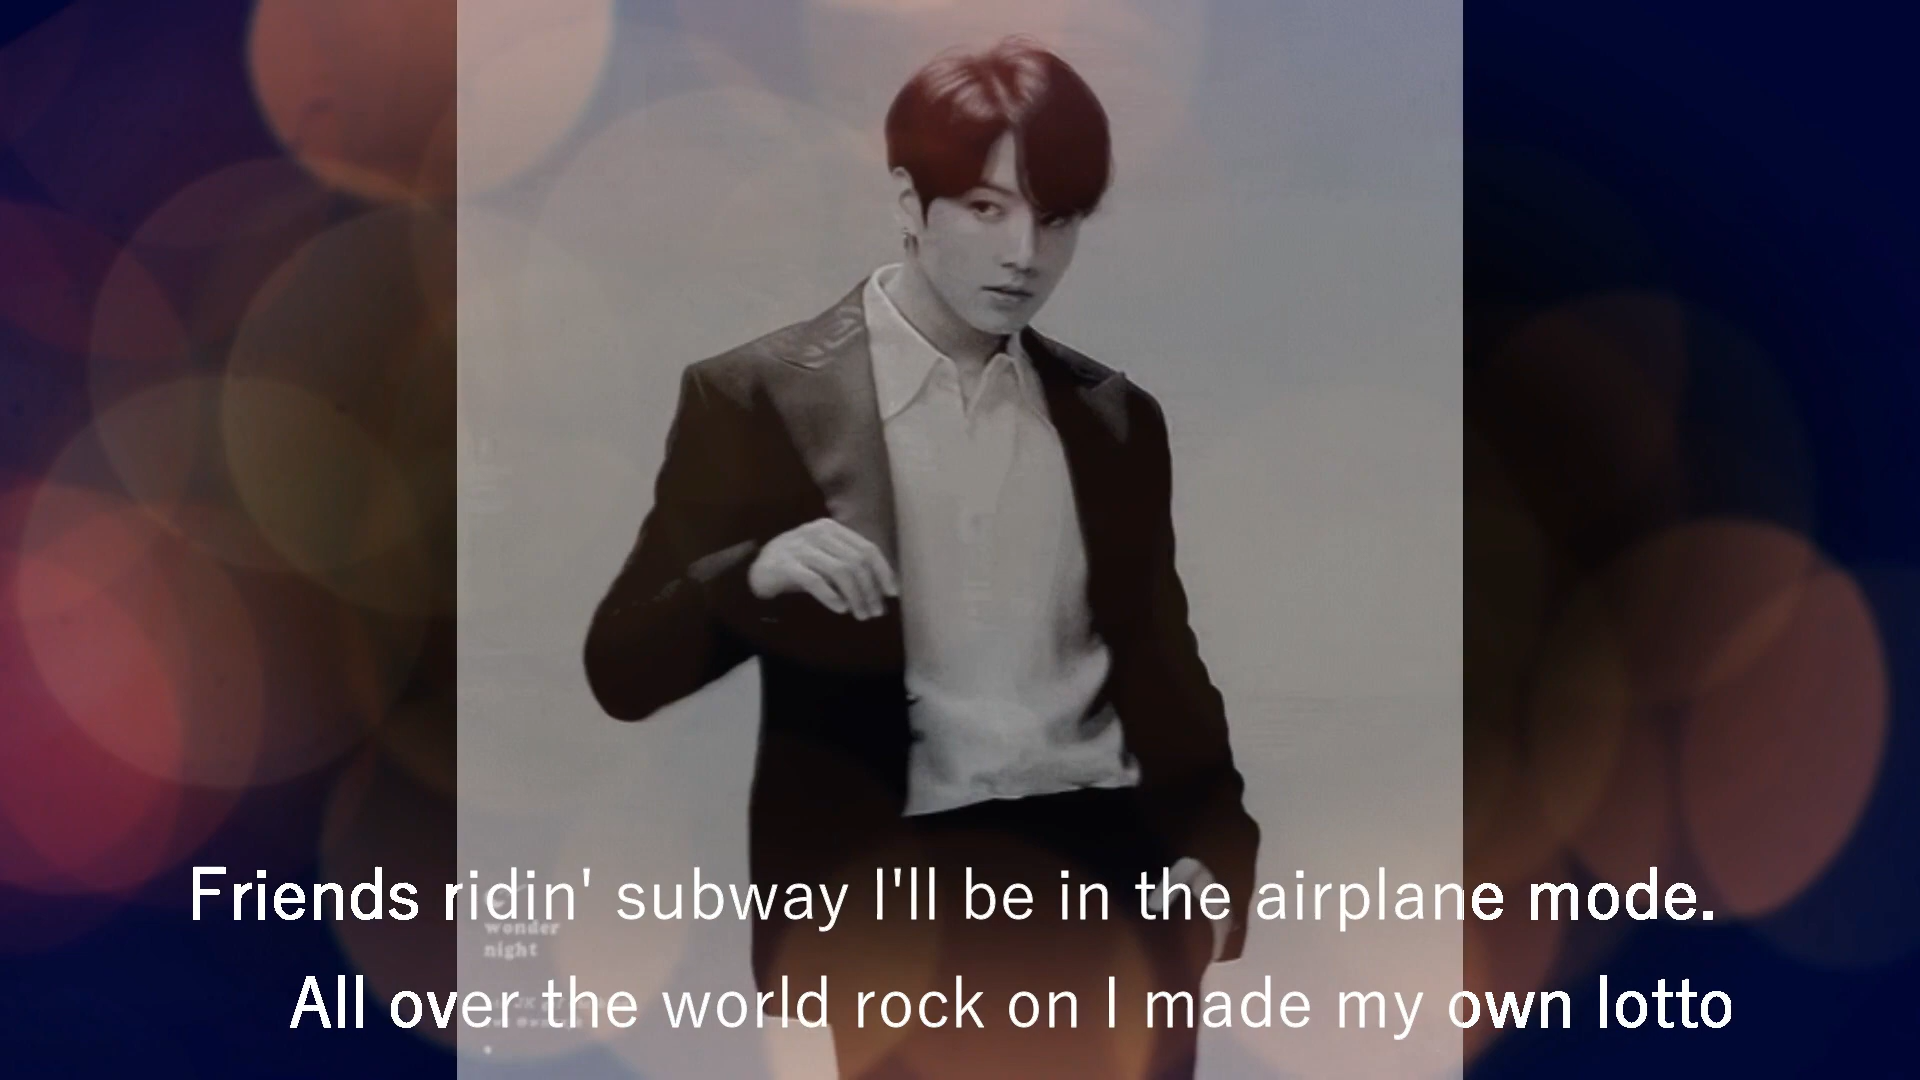 Friends ridin' subway I'll be in the airplane mode.
wonder
night
All over the world rock on I made my own lotto